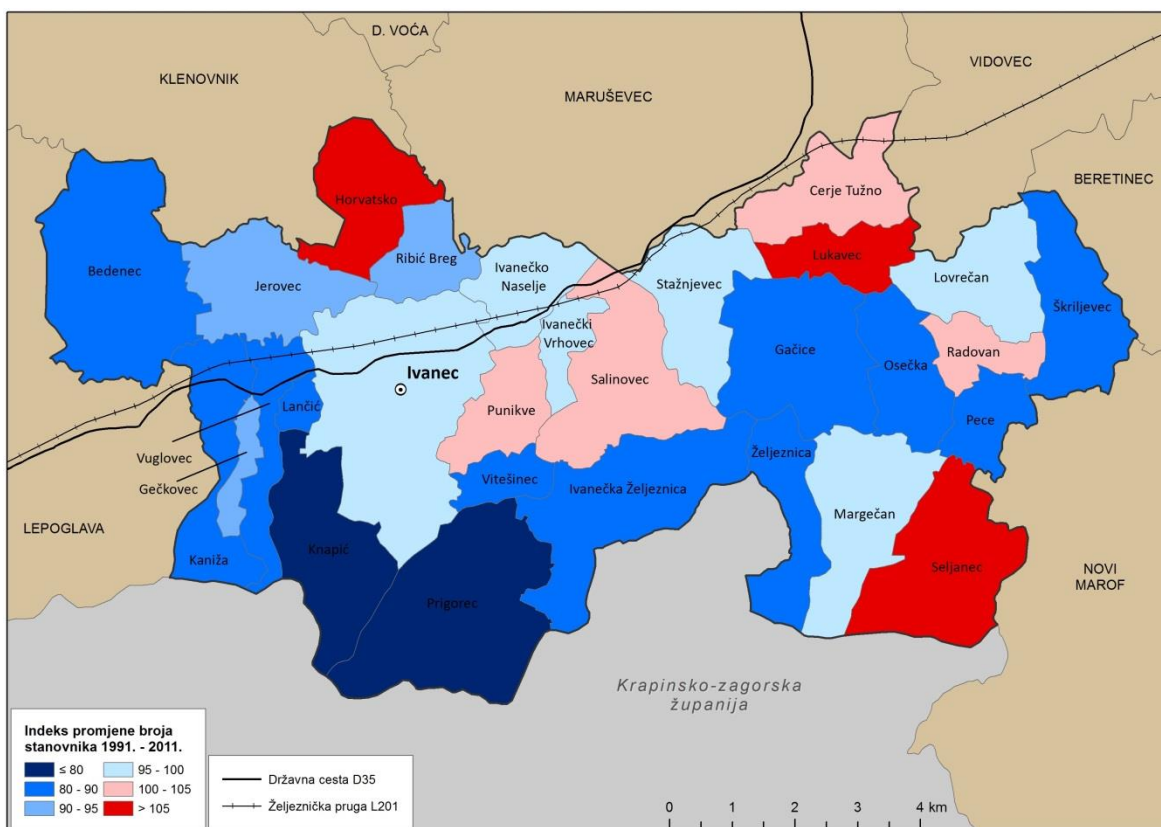 D. VOĆA
KLENOVNIK
VIDOVEC
MARUŠEVEC
BERETINEC
Horvatsko
Cerje Tužno
Bedenec
Ribić Breg
Lukavec
Jerovec
Ivanečko
Naselje
Stažnjevec
Lovrečan
Škriljevec
Ivanečki
Vrhovec
Gačice
Osečka
Radovan
Ivanec
Salinovec
Lančić
Punikve
Pece
Vuglovec
Željeznica
Gečkovec
Vitešinec
Ivanečka Željeznica
LEPOGLAVA
Margečan
Kaniža
Knapić
Seljanec
NOVI
MAROF
Prigorec
Krapinsko-zagorska
županija
Indeks promjene broja
stanovnika 1991. - 2011.
≤ 80
95 - 100
80 - 90
100 - 105
90 - 95
> 105
Državna cesta D35
Željeznička pruga L201
0 1 2 3 4 km